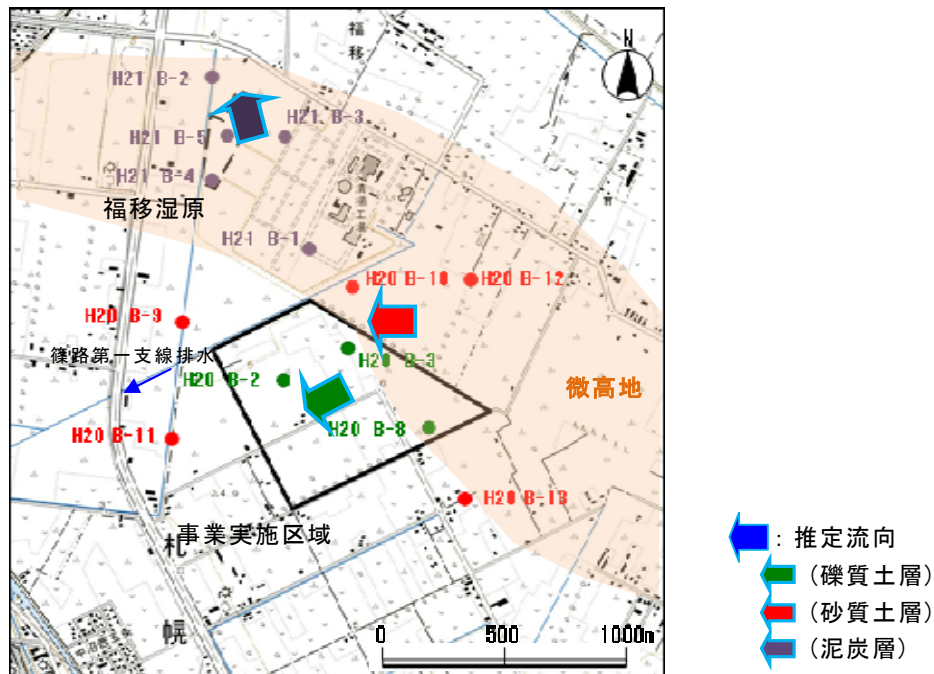 福
移
N
H21 B-2
H21 B-3
H21 B-5
H21 B-4
福移湿原
H21 B-1
H20 B-10
H20 B-12
H20 B-9
篠路第一支線排水
H20 B-3
H20 B-2
微高地
H20 B-8
H20 B-11
H20 B-13
事業実施区域
札
幌
0 500 1000m
: 推定流向
(礫質土層)
(砂質土層)
(泥炭層)